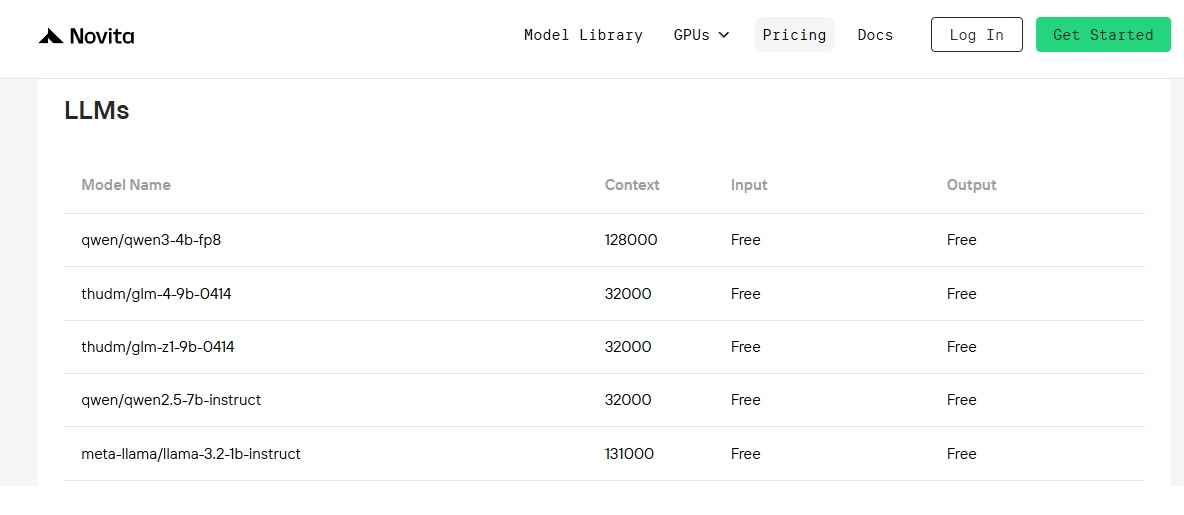 Novita Model Library GPUs Pricing Docs Log In Get Started
LLMs
Model Name Context Input Output
qwen/qwen3-4b-fp8 128000 Free Free
thudm/glm-4-9b-0414 32000 Free Free
thudm/glm-z1-9b-0414 32000 Free Free
qwen/qwen2.5-7b-instruct 32000 Free Free
meta-llama/llama-3.2-1b-instruct 131000 Free Free